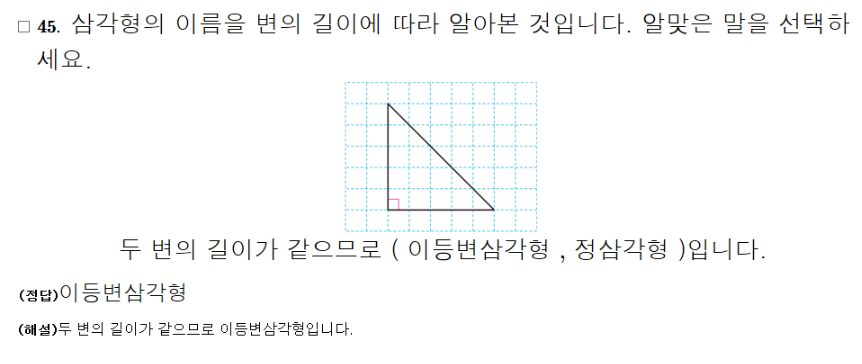 □ 45. 삼각형의 이름을 변의 길이에 따라 알아본 것입니다. 알맞은 말을 선택하
세요.
두 변의 길이가 같으므로 ( 이등변삼각형 , 정삼각형 )입니다.
(정답)이등변삼각형
(해설)두 변의 길이가 같으므로 이등변삼각형입니다.